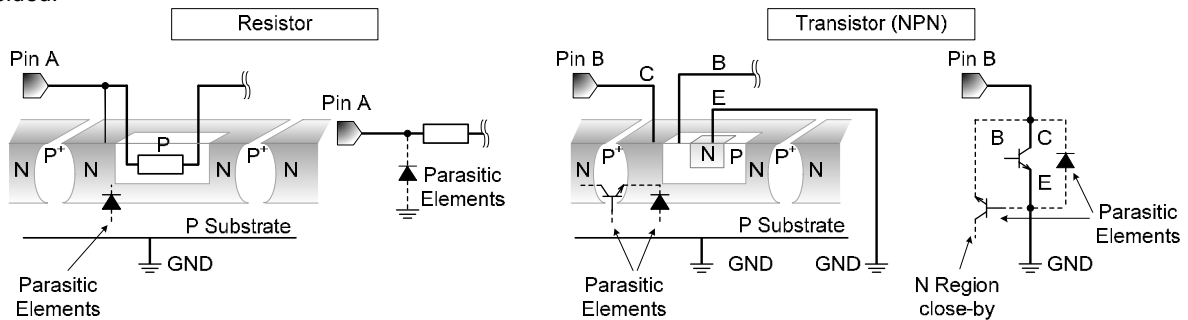 Resistor
Transistor (NPN)
Pin A
Pin A
N
P+
N
P
N
P+
N
Parasitic
Elements
P Substrate
GND
Parasitic
Elements
Pin B
C
B
E
N
P+
N
N
P
N
P+
N
P Substrate
GND
GND
Parasitic
Elements
Pin B
B
C
E
Parasitic
Elements
GND
N Region
close-by